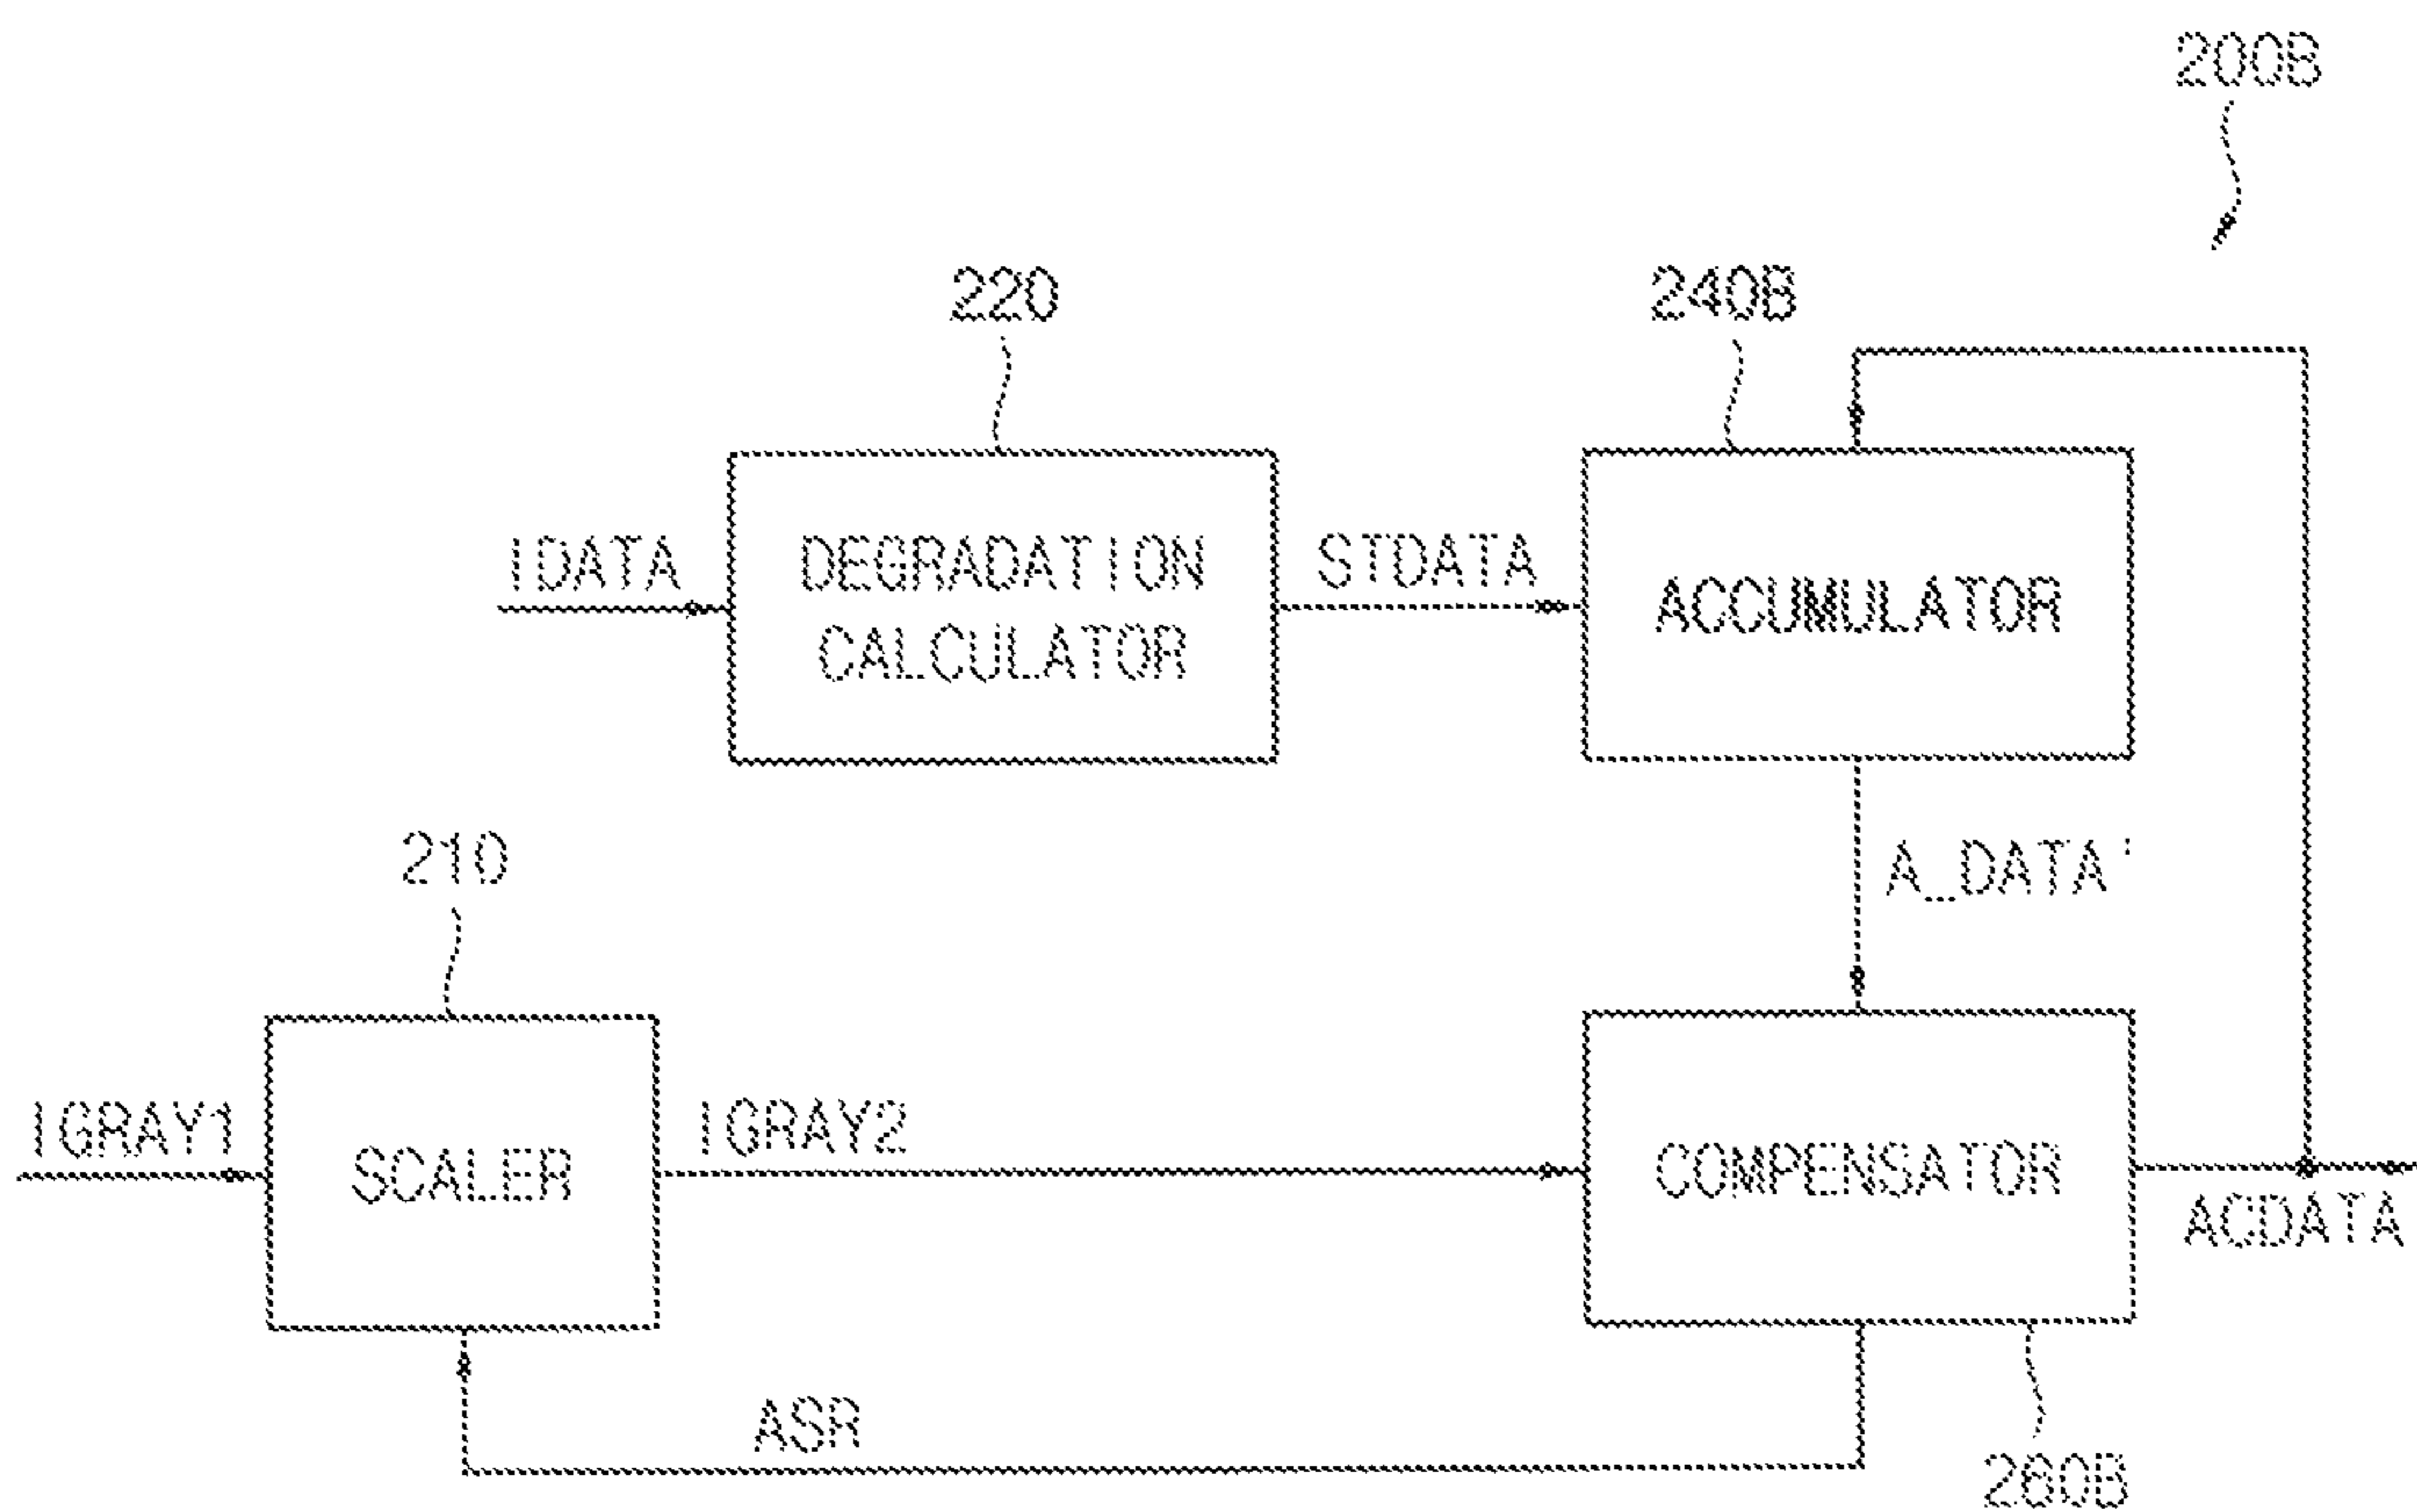 200B
220
240B
IDATA
DEGRADATION
CALCULATOR
STDATA
ACCUMULATOR
210
A_DATA'
IGRAY1
SCALER
IGRAY2
COMPENSATOR
ACDATA
ASR
260B